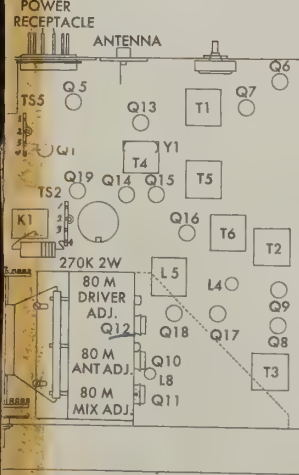 POWER
RECEPTACLE
ANTENNA
Q6
Q5
TS5
T1
Q7
Q13
Q1
Y1
T4
T5
Q19
Q14
Q15
TS2
K1
Q16
T6
T2
270K 2W
L5
L4
80 M
DRIVER
ADJ.
Q9
Q12
Q18
Q17
Q8
80 M
ANT ADJ.
Q10
L8
T3
80 M
MIX ADJ.
Q11